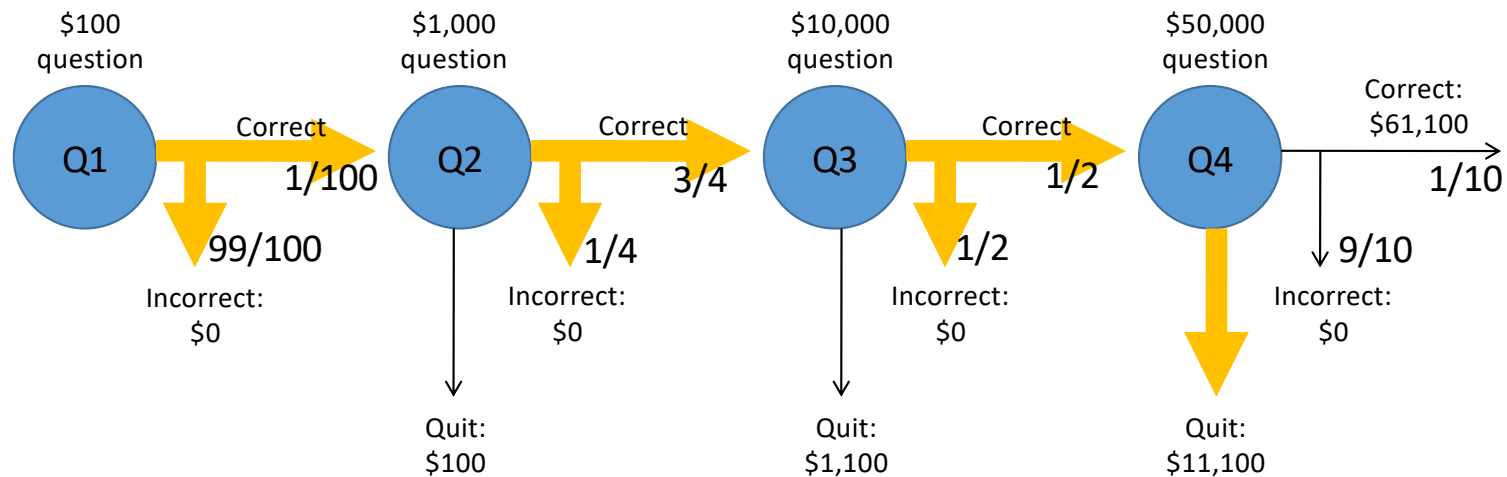 $100
question
$1,000
question
$10,000
question
$50,000
question
Correct:
$61,100
Q1
Correct
1/100
Q2
Correct
3/4
Q3
Correct
1/2
Q4
1/10
99/100
1/4
1/2
9/10
Incorrect:
$0
Incorrect:
$0
Incorrect:
$0
Incorrect:
$0
Quit:
$100
Quit:
$1,100
Quit:
$11,100